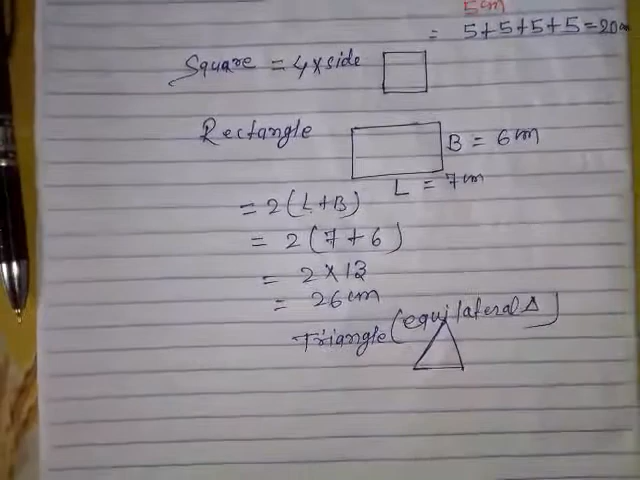 5cm
= 5+5+5+5=20cm
Square = 4×side
Rectangle
B = 6cm
L = 7cm
= 2(L+B)
= 2(7+6)
= 2×13
= 26cm
Triangle (equilateral Δ)